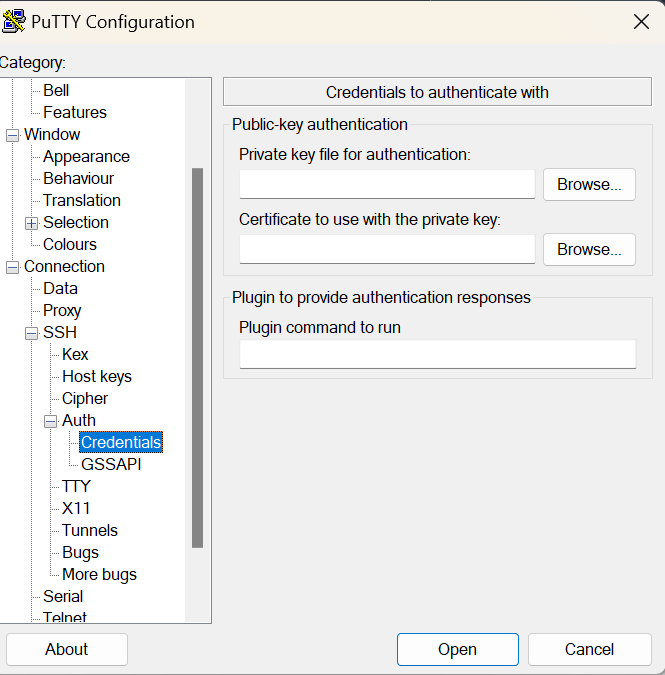 PuTTY Configuration
Category:
Bell
Features
Window
Appearance
Behaviour
Translation
Selection
Colours
Connection
Data
Proxy
SSH
Kex
Host keys
Cipher
Auth
Credentials
GSSAPI
TTY
X11
Tunnels
Bugs
More bugs
Serial
Telnet
Credentials to authenticate with
Public-key authentication
Private key file for authentication:
Browse...
Certificate to use with the private key:
Browse...
Plugin to provide authentication responses
Plugin command to run
About
Open
Cancel